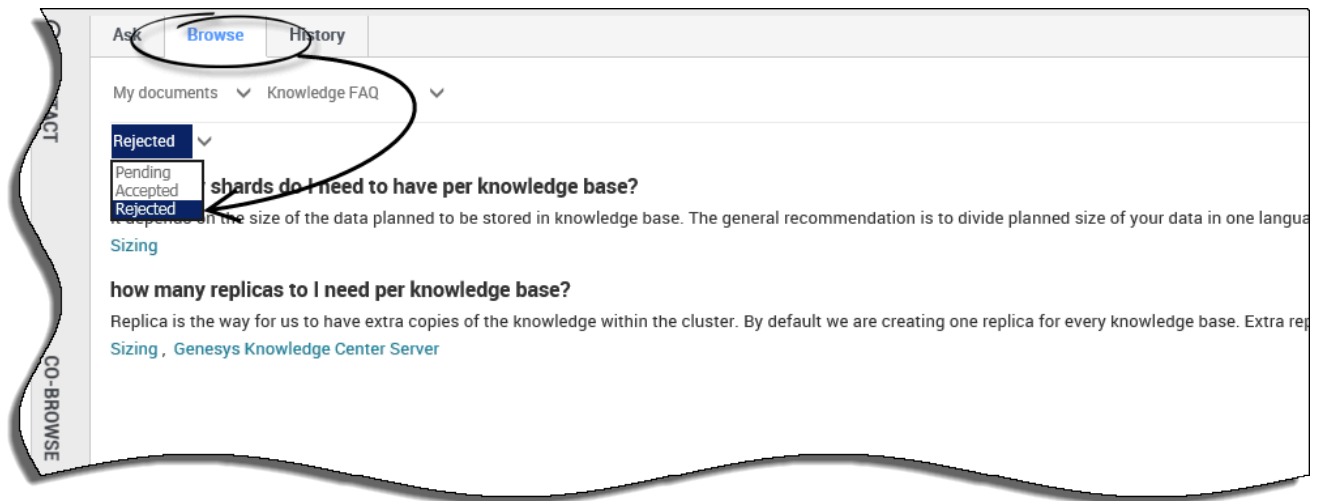 Ask Browse History
My documents Knowledge FAQ
Rejected
Pending
Accepted
Rejected
shards do I need to have per knowledge base?
on the size of the data planned to be stored in knowledge base. The general recommendation is to divide planned size of your data in one langua
Sizing
how many replicas to I need per knowledge base?
Replica is the way for us to have extra copies of the knowledge within the cluster. By default we are creating one replica for every knowledge base. Extra rep
Sizing , Genesys Knowledge Center Server
TACT
CO-BROWSE